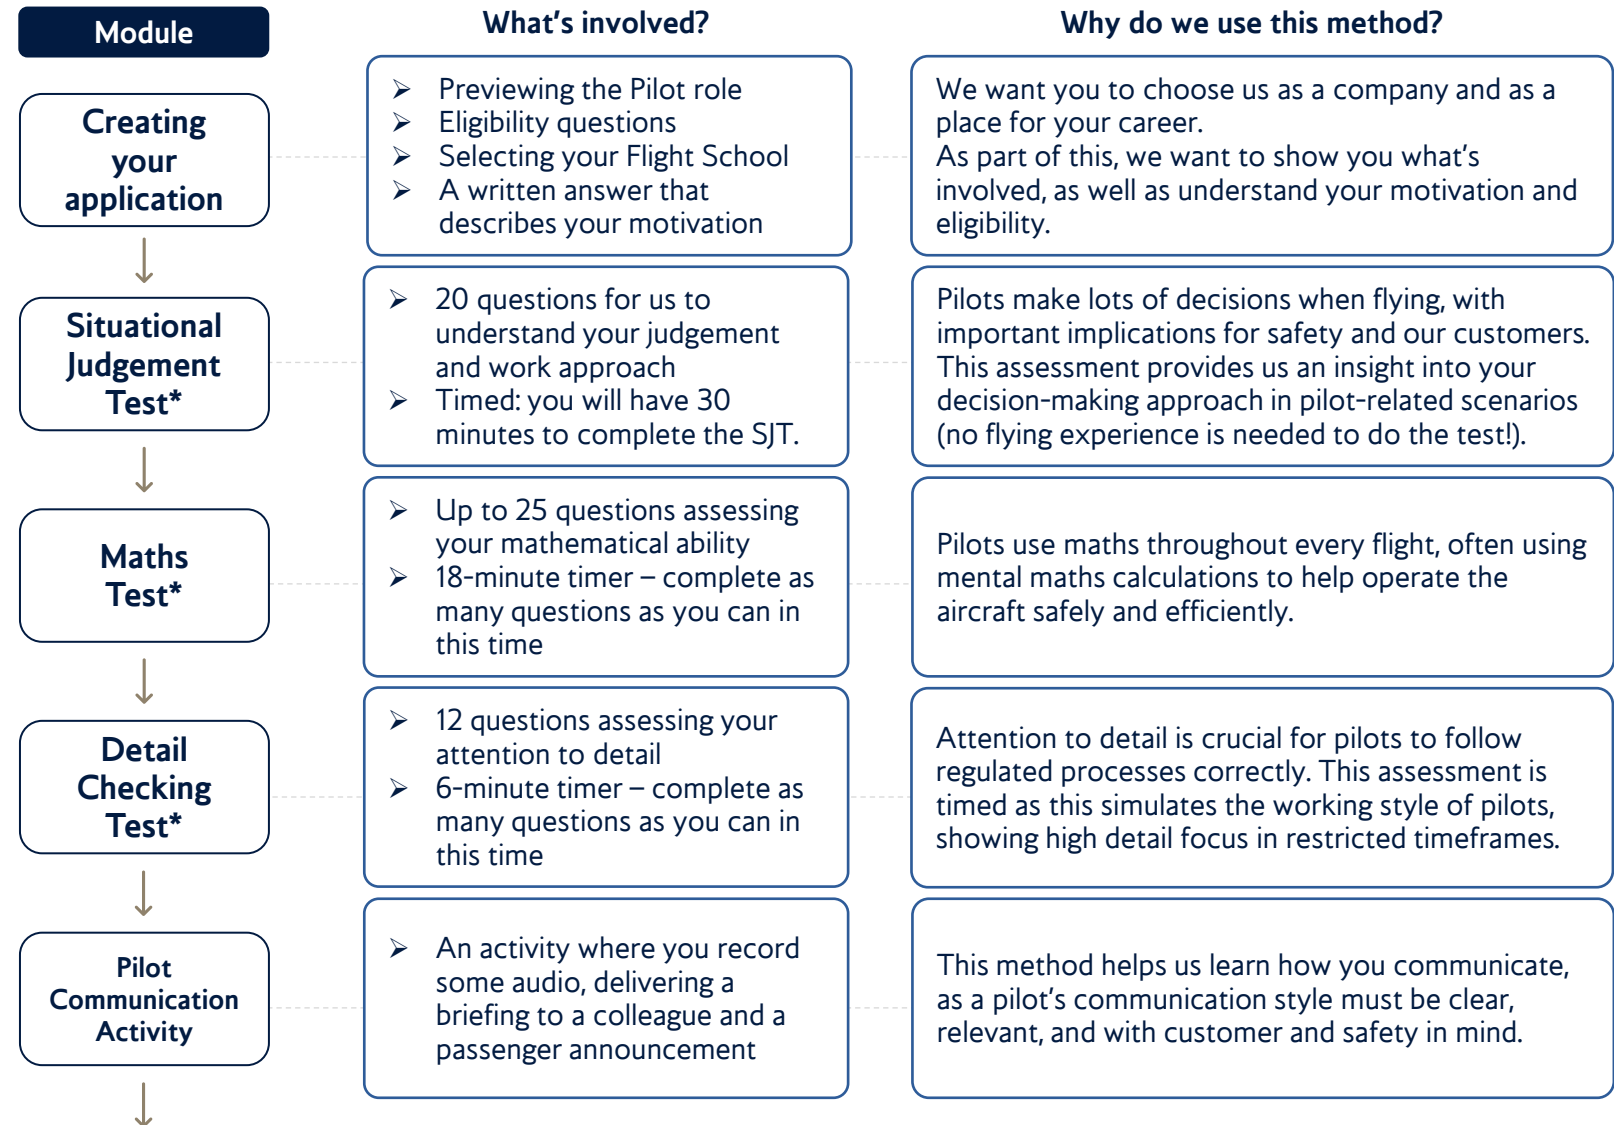 Module
What's involved?
Why do we use this method?
Creating
your
application
➢ Previewing the Pilot role
➢ Eligibility questions
➢ Selecting your Flight School
➢ A written answer that
describes your motivation
We want you to choose us as a company and as a
place for your career.
As part of this, we want to show you what's
involved, as well as understand your motivation and
eligibility.
Situational
Judgement
Test*
➢ 20 questions for us to
understand your judgement
and work approach
➢ Timed: you will have 30
minutes to complete the SJT.
Pilots make lots of decisions when flying, with
important implications for safety and our customers.
This assessment provides us an insight into your
decision-making approach in pilot-related scenarios
(no flying experience is needed to do the test!).
Maths
Test*
➢ Up to 25 questions assessing
your mathematical ability
➢ 18-minute timer – complete as
many questions as you can in
this time
Pilots use maths throughout every flight, often using
mental maths calculations to help operate the
aircraft safely and efficiently.
Detail
Checking
Test*
➢ 12 questions assessing your
attention to detail
➢ 6-minute timer – complete as
many questions as you can in
this time
Attention to detail is crucial for pilots to follow
regulated processes correctly. This assessment is
timed as this simulates the working style of pilots,
showing high detail focus in restricted timeframes.
Pilot
Communication
Activity
➢ An activity where you record
some audio, delivering a
briefing to a colleague and a
passenger announcement
This method helps us learn how you communicate,
as a pilot's communication style must be clear,
relevant, and with customer and safety in mind.